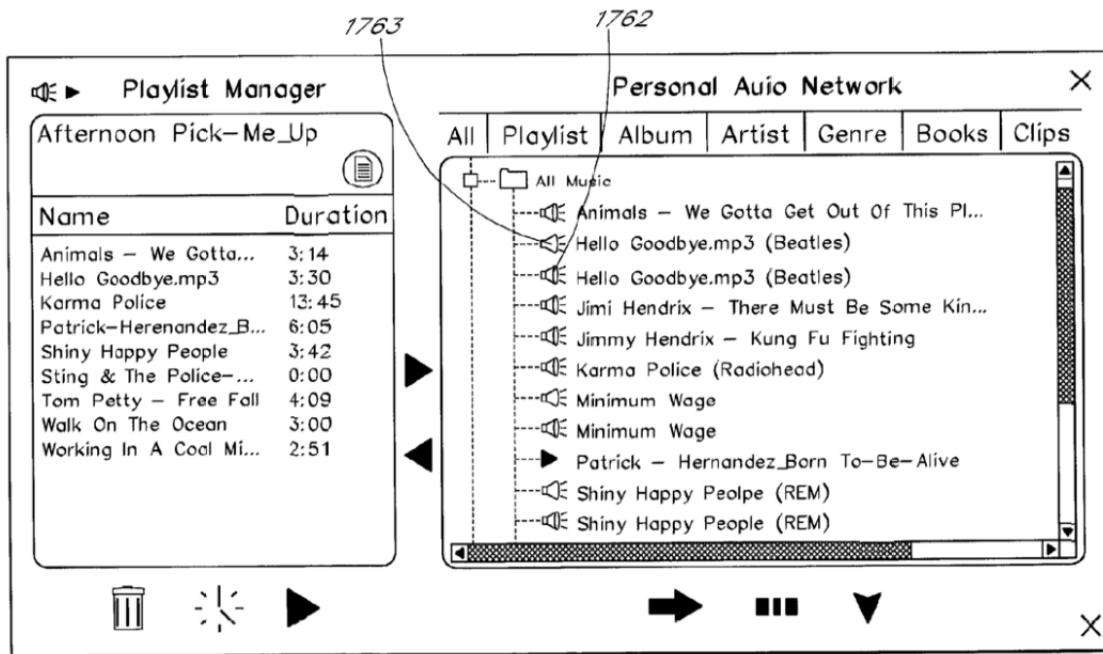 1763 1762
Playlist Manager
Personal Auio Network
Afternoon Pick-Me_Up
Name Duration
Animals - We Gotta... 3:14
Hello Goodbye.mp3 3:30
Karma Police 13:45
Patrick-Herenandez_B... 6:05
Shiny Happy People 3:42
Sting & The Police-... 0:00
Tom Petty - Free Fall 4:09
Walk On The Ocean 3:00
Working In A Coal Mi... 2:51
All Playlist Album Artist Genre Books Clips
All Music
Animals - We Gotta Get Out Of This Pl...
Hello Goodbye.mp3 (Beatles)
Hello Goodbye.mp3 (Beatles)
Jimi Hendrix - There Must Be Some Kin...
Jimmy Hendrix - Kung Fu Fighting
Karma Police (Radiohead)
Minimum Wage
Minimum Wage
Patrick - Hernandez_Born To-Be-Alive
Shiny Happy Peolpe (REM)
Shiny Happy People (REM)